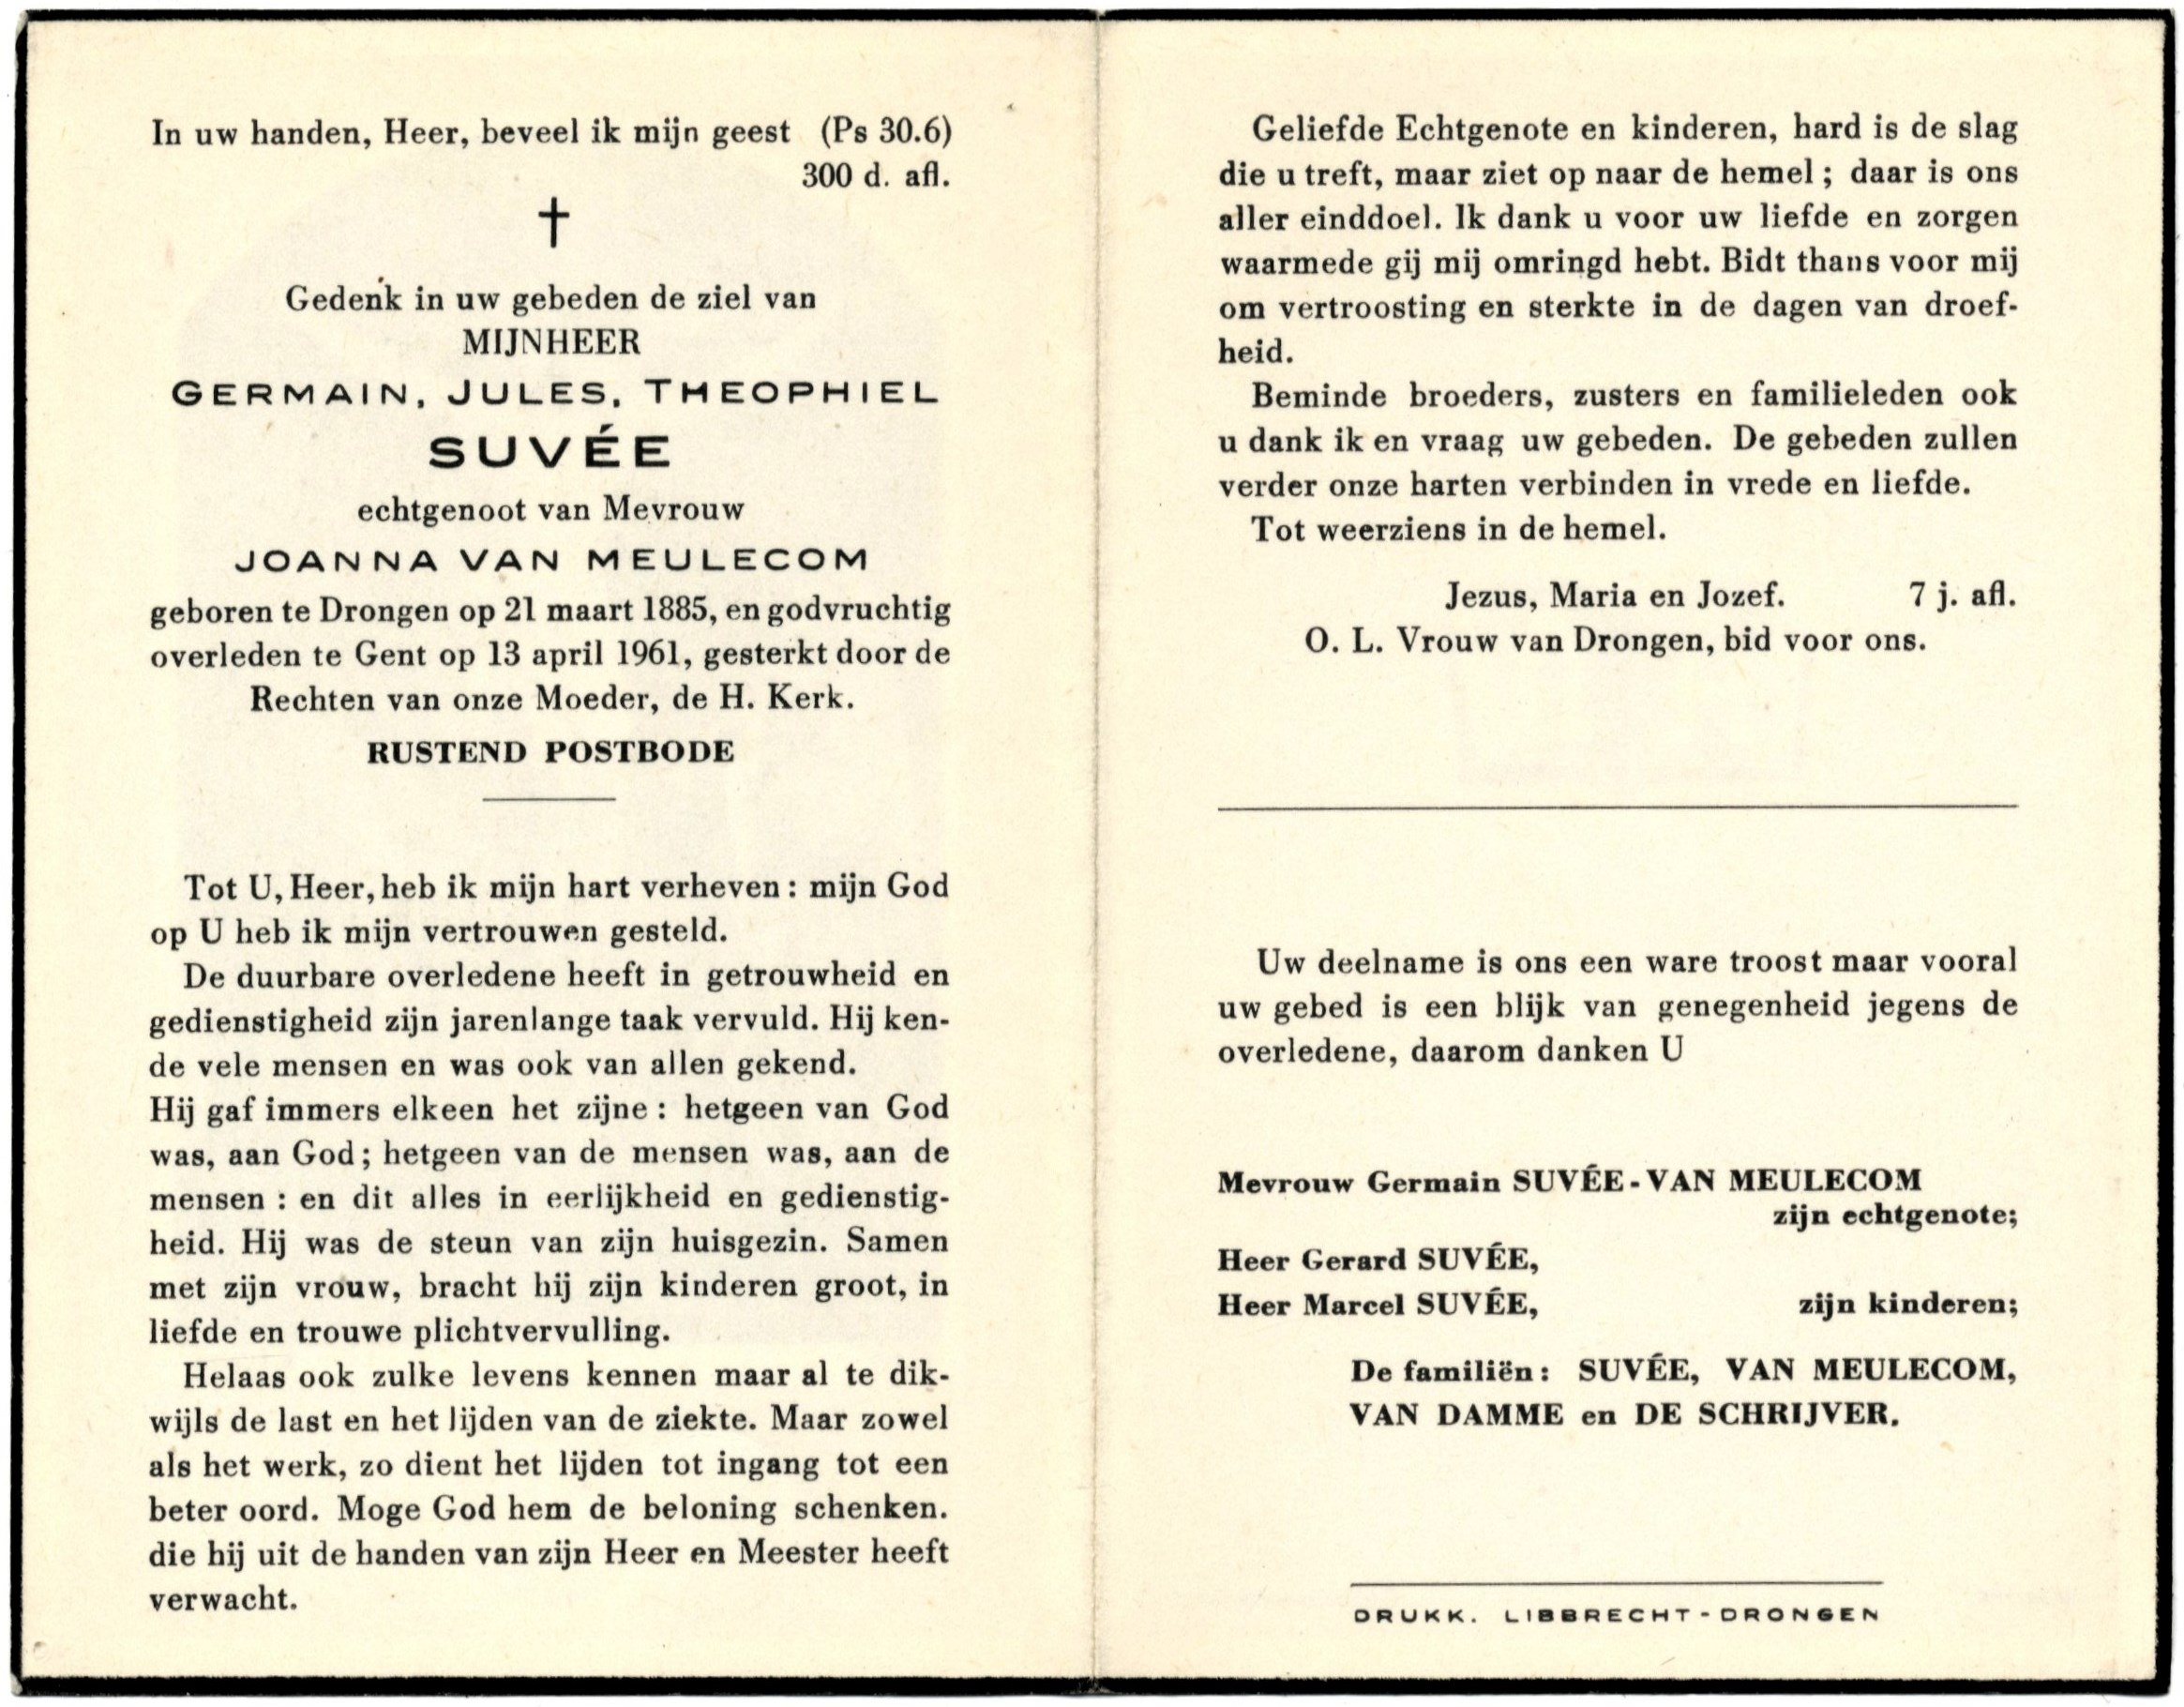 In uw handen, Heer, beveel ik mijn geest (Ps 30.6)
300 d. afl.
Gedenk in uw gebeden de ziel van
MIJNHEER
GERMAIN, JULES, THEOPHIEL
SUVÉE
echtgenoot van Mevrouw
JOANNA VAN MEULECOM
geboren te Drongen op 21 maart 1885, en godvruchtig
overleden te Gent op 13 april 1961, gesterkt door de
Rechten van onze Moeder, de H. Kerk.
RUSTEND POSTBODE
Tot U, Heer, heb ik mijn hart verheven : mijn God
op U heb ik mijn vertrouwen gesteld.
De duurbare overledene heeft in getrouwheid en
gedienstigheid zijn jarenlange taak vervuld. Hij ken-
de vele mensen en was ook van allen gekend.
Hij gaf immers elkeen het zijne : hetgeen van God
was, aan God; hetgeen van de mensen was, aan de
mensen : en dit alles in eerlijkheid en gedienstig-
heid. Hij was de steun van zijn huisgezin. Samen
met zijn vrouw, bracht hij zijn kinderen groot, in
liefde en trouwe plichtvervulling.
Helaas ook zulke levens kennen maar al te dik-
wijls de last en het lijden van de ziekte. Maar zowel
als het werk, zo dient het lijden tot ingang tot een
beter oord. Moge God hem de beloning schenken.
die hij uit de handen van zijn Heer en Meester heeft
verwacht.
Geliefde Echtgenote en kinderen, hard is de slag
die u treft, maar ziet op naar de hemel ; daar is ons
aller einddoel. Ik dank u voor uw liefde en zorgen
waarmede gij mij omringd hebt. Bidt thans voor mij
om vertroosting en sterkte in de dagen van droef-
heid.
Beminde broeders, zusters en familieleden ook
u dank ik en vraag uw gebeden. De gebeden zullen
verder onze harten verbinden in vrede en liefde.
Tot weerziens in de hemel.
Jezus, Maria en Jozef. 7 j. afl.
O. L. Vrouw van Drongen, bid voor ons.
Uw deelname is ons een ware troost maar vooral
uw gebed is een blijk van genegenheid jegens de
overledene, daarom danken U
Mevrouw Germain SUVÉE-VAN MEULECOM
zijn echtgenote;
Heer Gerard SUVÉE,
Heer Marcel SUVÉE, zijn kinderen;
De familiën : SUVÉE, VAN MEULECOM,
VAN DAMME en DE SCHRIJVER.
DRUKK. LIBBRECHT-DRONGEN